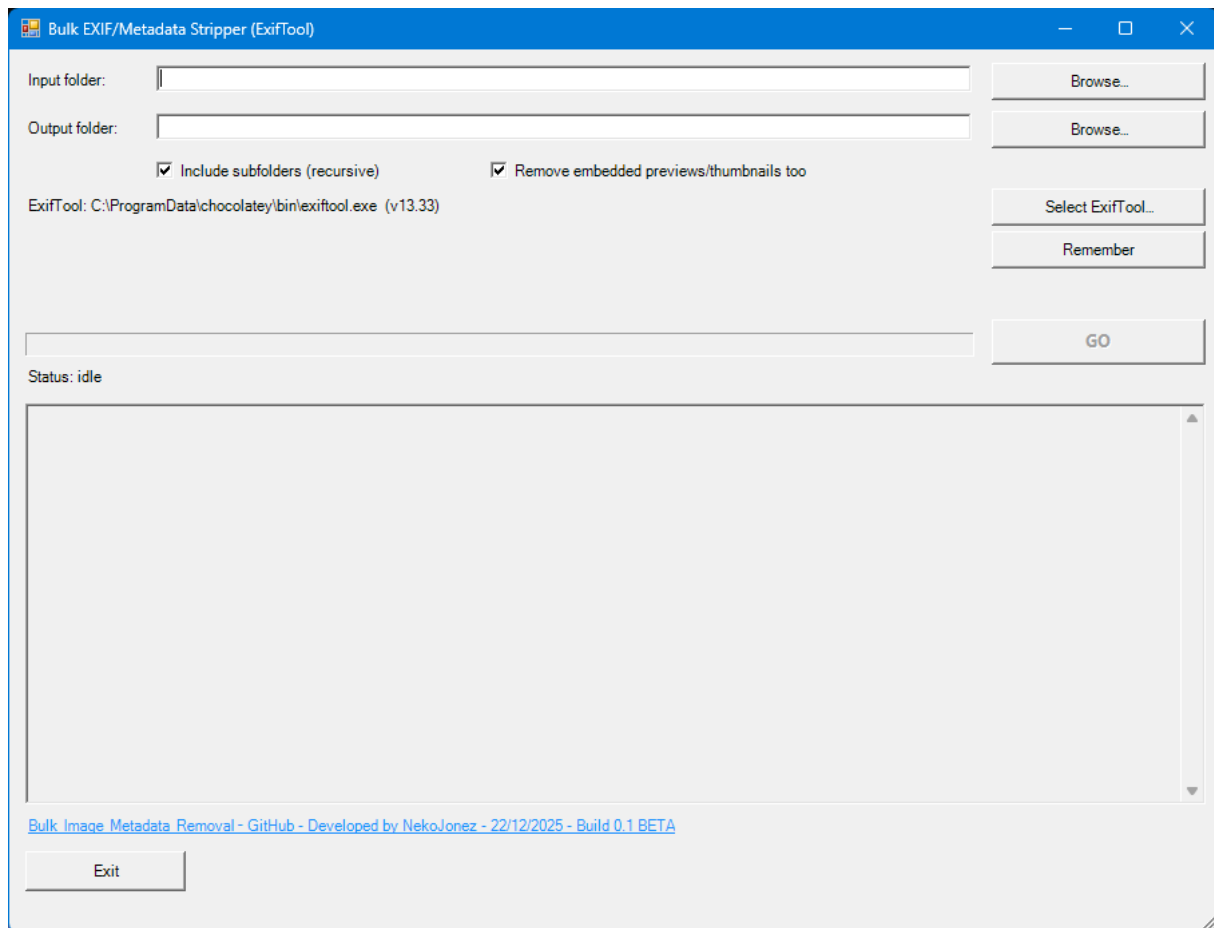 Bulk EXIF/Metadata Stripper (ExifTool)
Input folder:
Browse...
Output folder:
Browse...
Include subfolders (recursive)
Remove embedded previews/thumbnails too
ExifTool: C:\ProgramData\chocolatey\bin\exiftool.exe (v13.33)
Select ExifTool...
Remember
GO
Status: idle
Bulk Image Metadata Removal - GitHub - Developed by NekoJonez - 22/12/2025 - Build 0.1 BETA
Exit